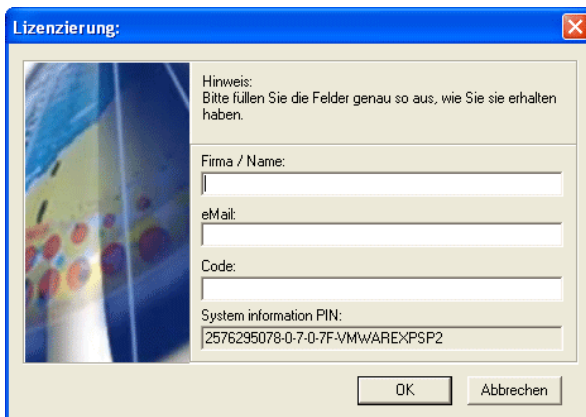 Lizenzierung:
Hinweis:
Bitte füllen Sie die Felder genau so aus, wie Sie sie erhalten
haben.
Firma / Name:
eMail:
Code:
System information PIN:
2576295078-0-7-0-7F-VMWAREXPSP2
OK
Abbrechen